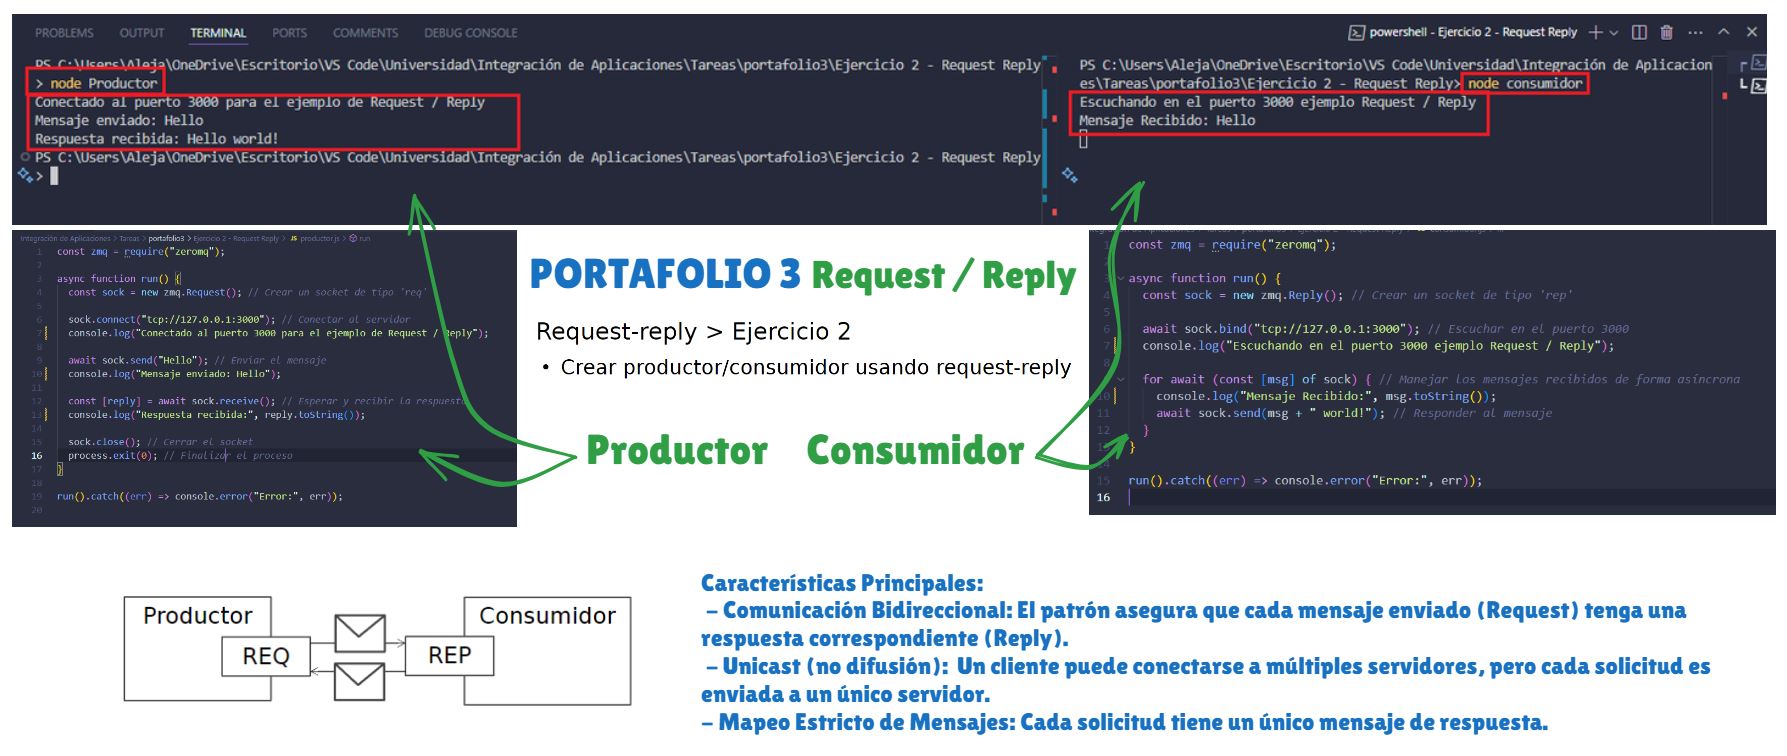 PROBLEMS OUTPUT TERMINAL PORTS COMMENTS DEBUG CONSOLE
powershell - Ejercicio 2 - Request Reply
PS C:\Users\Aleja\OneDrive\Escritorio\VS Code\Universidad\Integración de Aplicaciones\Tareas\portafolio3\Ejercicio 2 - Request Reply
> node Productor
Conectado al puerto 3000 para el ejemplo de Request / Reply
Mensaje enviado: Hello
Respuesta recibida: Hello world!
PS C:\Users\Aleja\OneDrive\Escritorio\VS Code\Universidad\Integración de Aplicaciones\Tareas\portafolio3\Ejercicio 2 - Request Reply
>
PS C:\Users\Aleja\OneDrive\Escritorio\VS Code\Universidad\Integración de Aplicacion
es\Tareas\portafolio3\Ejercicio 2 - Request Reply> node consumidor
Escuchando en el puerto 3000 ejemplo Request / Reply
Mensaje Recibido: Hello
Integración de Aplicaciones > Tareas > portafolio3 > Ejercicio 2 - Request Reply > JS productor.js > run
1 const zmq = require("zeromq");
2
3 async function run() {
4 const sock = new zmq.Request(); // Crear un socket de tipo 'req'
5
6 sock.connect("tcp://127.0.0.1:3000"); // Conectar al servidor
7 console.log("Conectado al puerto 3000 para el ejemplo de Request / Reply");
8
9 await sock.send("Hello"); // Enviar el mensaje
10 console.log("Mensaje enviado: Hello");
11
12 const [reply] = await sock.receive(); // Esperar y recibir la respuesta
13 console.log("Respuesta recibida:", reply.toString());
14
15 sock.close(); // Cerrar el socket
16 process.exit(0); // Finalizar el proceso
17 }
18
19 run().catch((err) => console.error("Error:", err));
20
PORTAFOLIO 3 Request / Reply
Request-reply > Ejercicio 2
• Crear productor/consumidor usando request-reply
Productor Consumidor
1 const zmq = require("zeromq");
2
3 async function run() {
4 const sock = new zmq.Reply(); // Crear un socket de tipo 'rep'
5
6 await sock.bind("tcp://127.0.0.1:3000"); // Escuchar en el puerto 3000
7 console.log("Escuchando en el puerto 3000 ejemplo Request / Reply");
8
for await (const [msg] of sock) { // Manejar los mensajes recibidos de forma asíncrona
10 console.log("Mensaje Recibido:", msg.toString());
11 await sock.send(msg + " world!"); // Responder al mensaje
12 }
}
14
15 run().catch((err) => console.error("Error:", err));
16
Productor
REQ
REP
Consumidor
Características Principales:
– Comunicación Bidireccional: El patrón asegura que cada mensaje enviado (Request) tenga una
respuesta correspondiente (Reply).
– Unicast (no difusión): Un cliente puede conectarse a múltiples servidores, pero cada solicitud es
enviada a un único servidor.
– Mapeo Estricto de Mensajes: Cada solicitud tiene un único mensaje de respuesta.